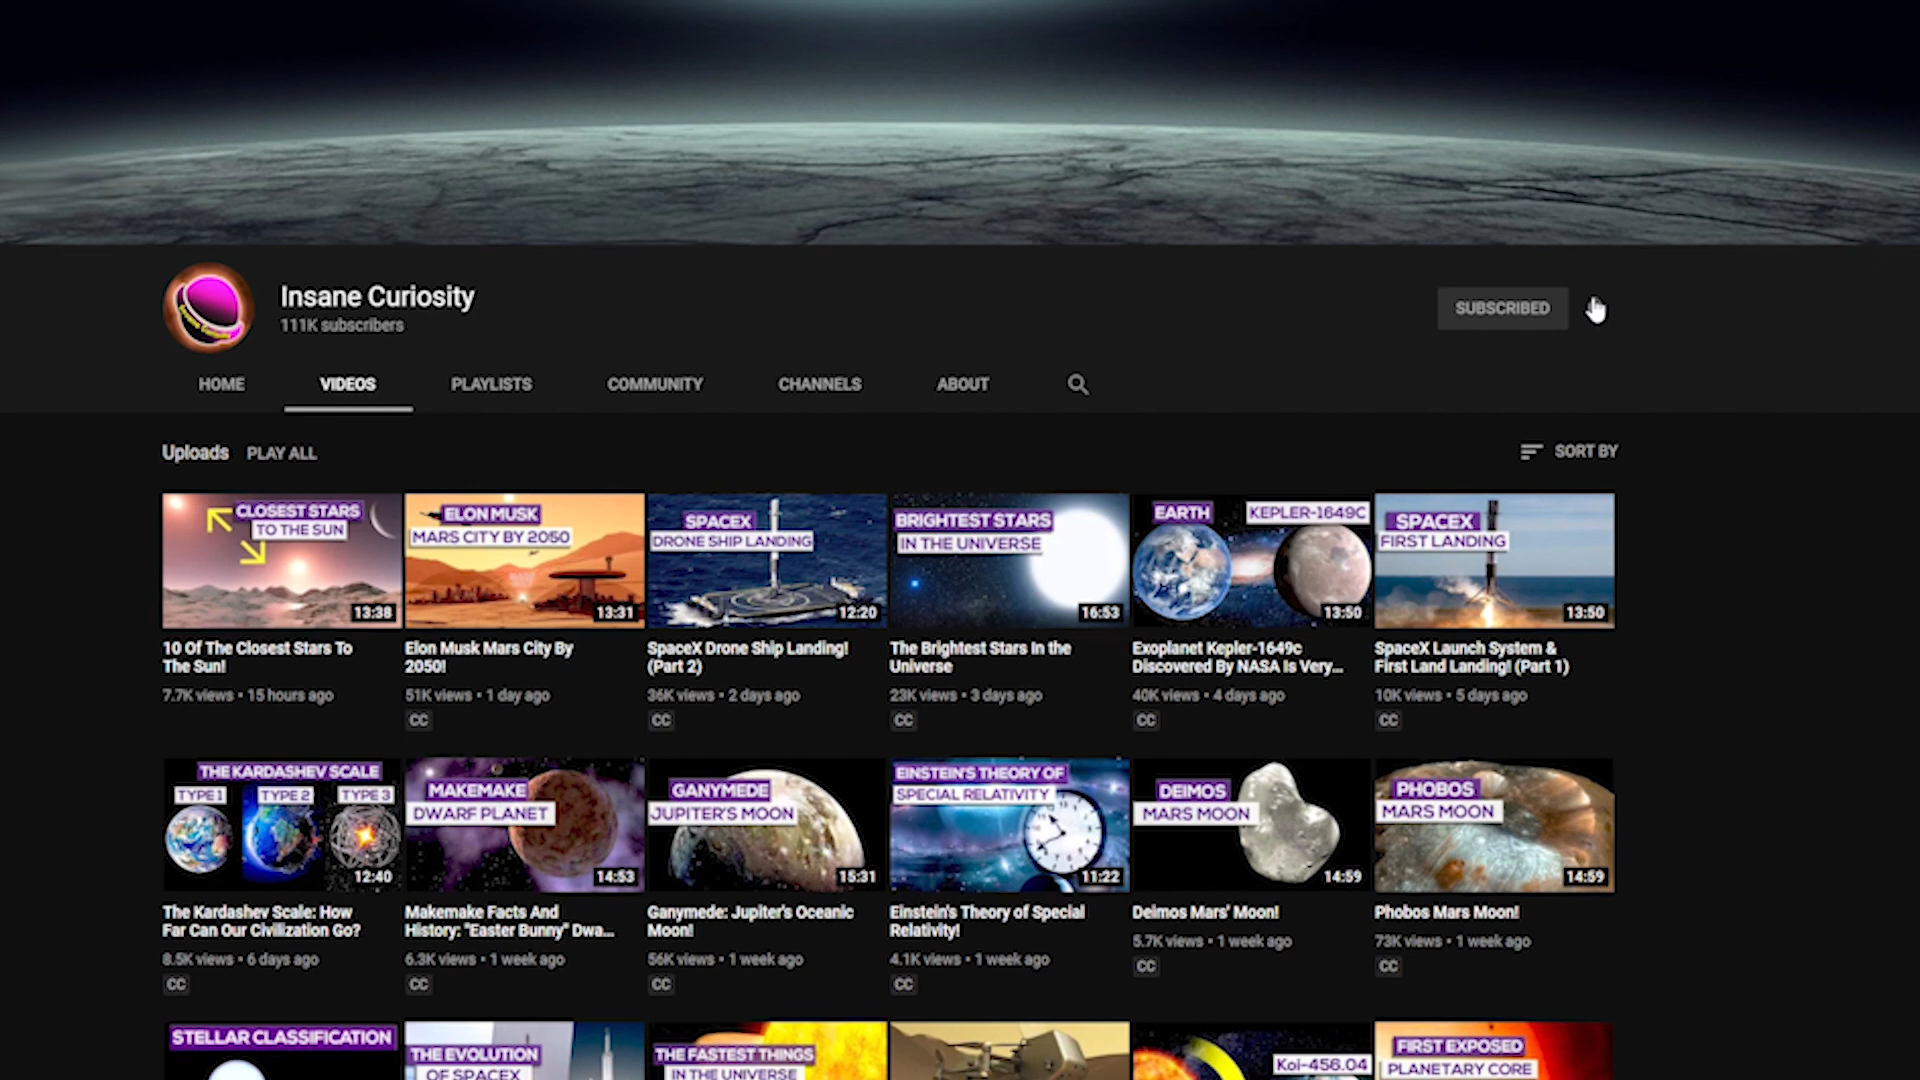 Insane Curiosity
111K subscribers
SUBSCRIBED
HOME
VIDEOS
PLAYLISTS
COMMUNITY
CHANNELS
ABOUT
Uploads
PLAY ALL
SORT BY
CLOSEST STARS
TO THE SUN
13:38
ELON MUSK
MARS CITY BY 2050
13:31
SPACEX
DRONE SHIP LANDING
12:20
BRIGHTEST STARS
IN THE UNIVERSE
16:53
EARTH
KEPLER-1649C
13:50
SPACEX
FIRST LANDING
13:50
10 Of The Closest Stars To
The Sun!
7.7K views • 15 hours ago
Elon Musk Mars City By
2050!
51K views • 1 day ago
CC
SpaceX Drone Ship Landing!
(Part 2)
36K views • 2 days ago
CC
The Brightest Stars In the
Universe
23K views • 3 days ago
CC
Exoplanet Kepler-1649c
Discovered By NASA Is Very...
40K views • 4 days ago
CC
SpaceX Launch System &
First Land Landing! (Part 1)
10K views • 5 days ago
CC
THE KARDASHEV SCALE
TYPE 1
TYPE 2
TYPE 3
12:40
MAKEMAKE
DWARF PLANET
14:53
GANYMEDE
JUPITER'S MOON
15:31
EINSTEIN'S THEORY OF
SPECIAL RELATIVITY
11:22
DEIMOS
MARS MOON
14:59
PHOBOS
MARS MOON
14:59
The Kardashev Scale: How
Far Can Our Civilization Go?
8.5K views • 6 days ago
CC
Makemake Facts And
History: "Easter Bunny" Dwa...
6.3K views • 1 week ago
CC
Ganymede: Jupiter's Oceanic
Moon!
56K views • 1 week ago
CC
Einstein's Theory of Special
Relativity!
4.1K views • 1 week ago
CC
Deimos Mars' Moon!
5.7K views • 1 week ago
CC
Phobos Mars Moon!
73K views • 1 week ago
CC
STELLAR CLASSIFICATION
THE EVOLUTION
OF SPACEX
THE FASTEST THINGS
IN THE UNIVERSE
Koi-456.04
FIRST EXPOSED
PLANETARY CORE